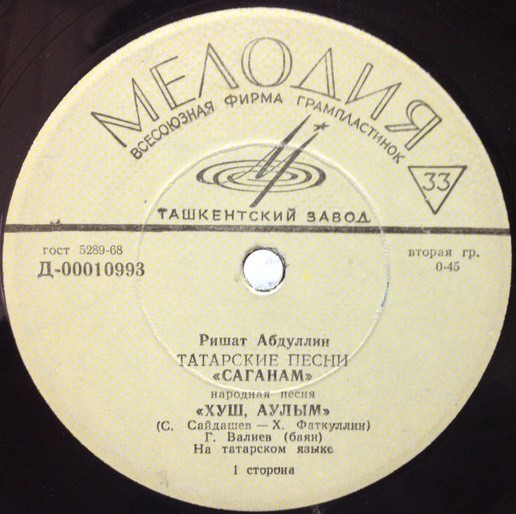 МЕЛОДИЯ
ВСЕСОЮЗНАЯ ФИРМА ГРАМПЛАСТИНОК
33
ТАШКЕНТСКИЙ ЗАВОД
гост 5289-68
Д-00010993
вторая гр.
0-45
Ришат Абдуллин
ТАТАРСКИЕ ПЕСНИ
«САГАНАМ»
народная песня
«ХУШ, АУЛЫМ»
(С. Сайдашев — Х. Фаткуллин)
Г. Валиев (баян)
На татарском языке
1 сторона